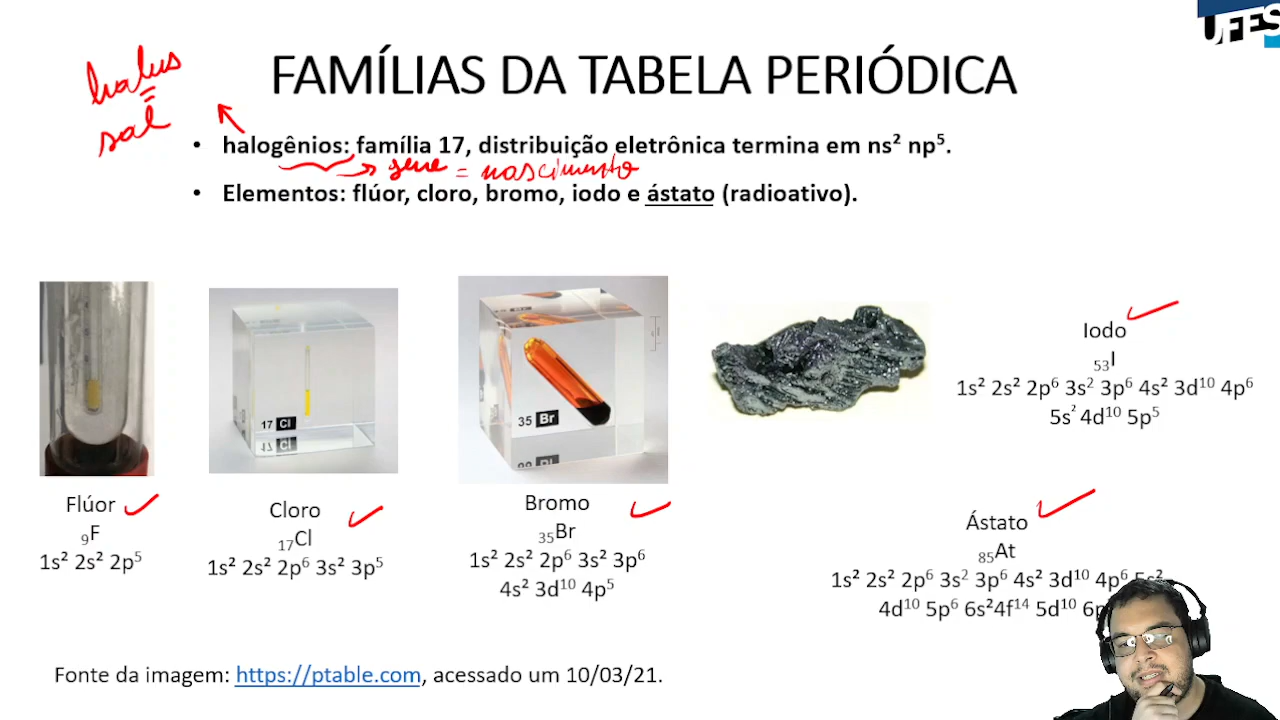 UFES
FAMÍLIAS DA TABELA PERIÓDICA
halus
sal
• halogênios: família 17, distribuição eletrônica termina em ns² np⁵.
gene = nascimento
• Elementos: flúor, cloro, bromo, iodo e ástato (radioativo).
17 Cl
35 Br
Flúor
₉F
1s² 2s² 2p⁵
Cloro
₁₇Cl
1s² 2s² 2p⁶ 3s² 3p⁵
Bromo
₃₅Br
1s² 2s² 2p⁶ 3s² 3p⁶
4s² 3d¹⁰ 4p⁵
Iodo
₅₃I
1s² 2s² 2p⁶ 3s² 3p⁶ 4s² 3d¹⁰ 4p⁶
5s² 4d¹⁰ 5p⁵
Ástato
₈₅At
1s² 2s² 2p⁶ 3s² 3p⁶ 4s² 3d¹⁰ 4p⁶ 5s²
4d¹⁰ 5p⁶ 6s²4f¹⁴ 5d¹⁰ 6p
Fonte da imagem: https://ptable.com, acessado um 10/03/21.